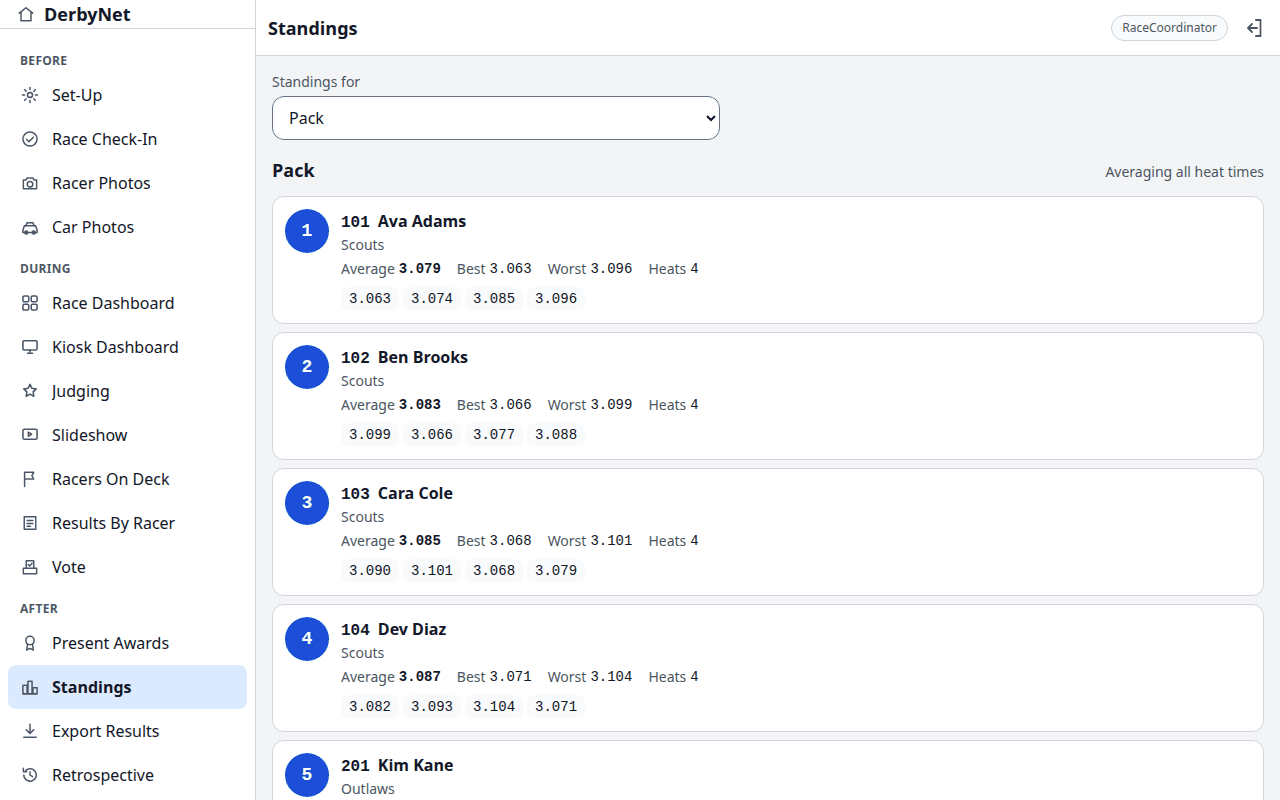 DerbyNet
BEFORE
Set-Up
Race Check-In
Racer Photos
Car Photos
DURING
Race Dashboard
Kiosk Dashboard
Judging
Slideshow
Racers On Deck
Results By Racer
Vote
AFTER
Present Awards
Standings
Export Results
Retrospective
Standings
RaceCoordinator
Standings for
Pack
Pack
Averaging all heat times
1
101 Ava Adams
Scouts
Average 3.079 Best 3.063 Worst 3.096 Heats 4
3.063 3.074 3.085 3.096
2
102 Ben Brooks
Scouts
Average 3.083 Best 3.066 Worst 3.099 Heats 4
3.099 3.066 3.077 3.088
3
103 Cara Cole
Scouts
Average 3.085 Best 3.068 Worst 3.101 Heats 4
3.090 3.101 3.068 3.079
4
104 Dev Diaz
Scouts
Average 3.087 Best 3.071 Worst 3.104 Heats 4
3.082 3.093 3.104 3.071
5
201 Kim Kane
Outlaws